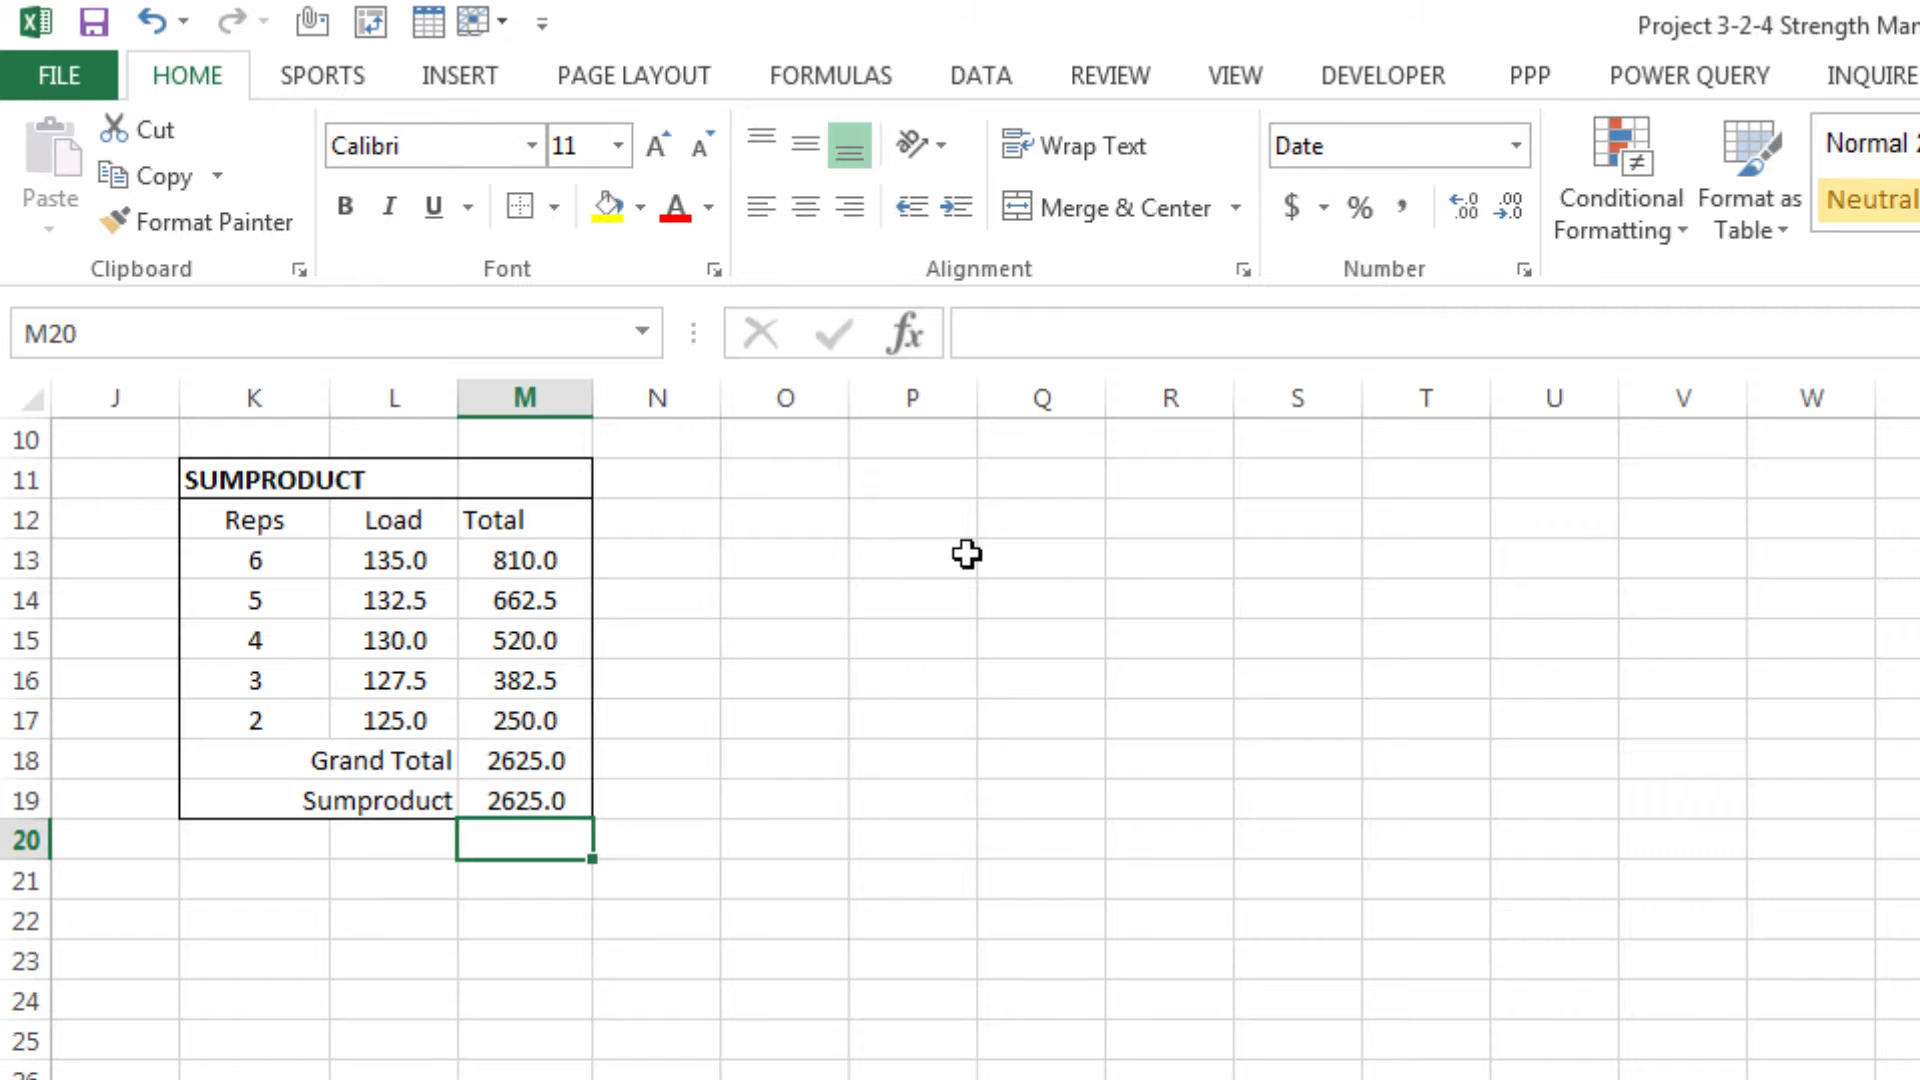 Project 3-2-4 Strength Man
FILE HOME SPORTS INSERT PAGE LAYOUT FORMULAS DATA REVIEW VIEW DEVELOPER PPP POWER QUERY INQUIRE
Paste
Cut
Copy
Format Painter
Clipboard
Calibri 11
B I U A
Font
Wrap Text
Merge & Center
Alignment
Date
$ % ,
Number
Conditional Formatting
Format as Table
Normal 2
Neutral
M20 fx
J K L M N O P Q R S T U V W
10
11 SUMPRODUCT
12 Reps Load Total
13 6 135.0 810.0
14 5 132.5 662.5
15 4 130.0 520.0
16 3 127.5 382.5
17 2 125.0 250.0
18 Grand Total 2625.0
19 Sumproduct 2625.0
20
21
22
23
24
25